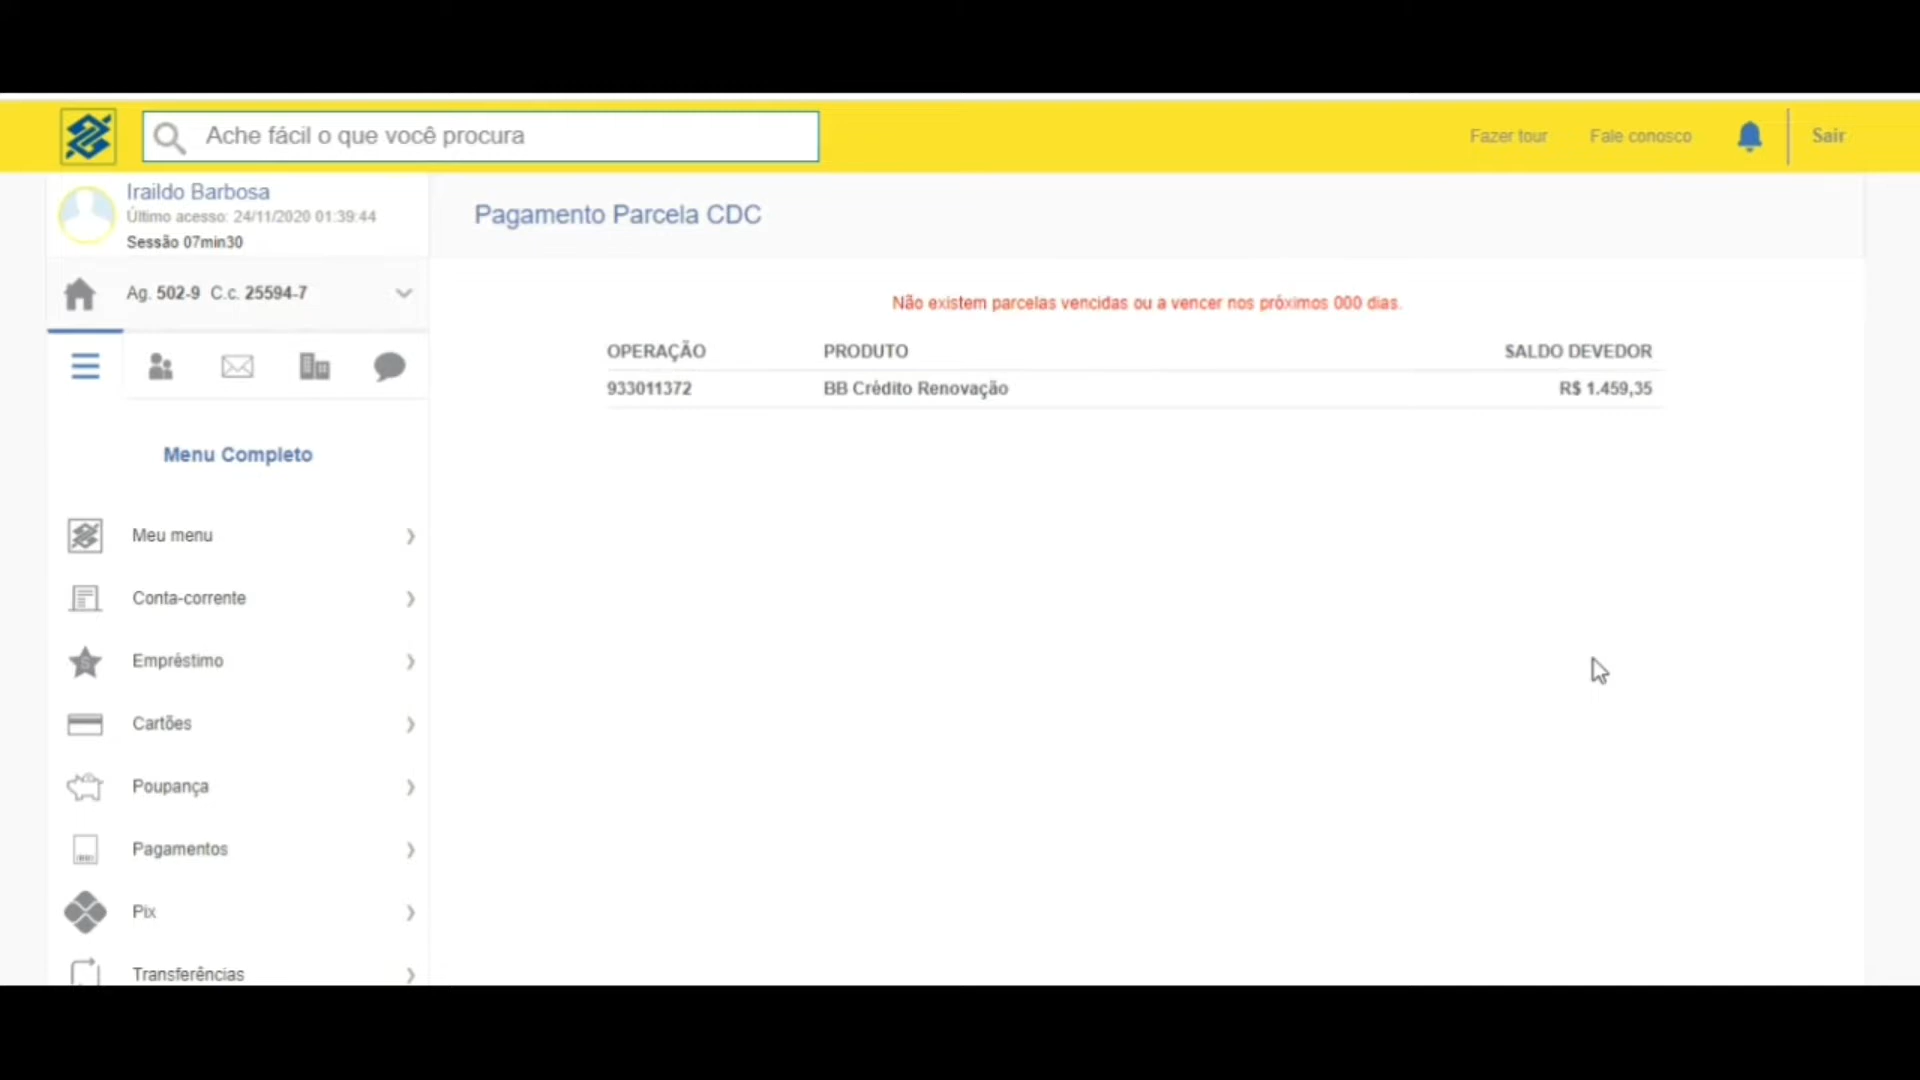 Ache fácil o que você procura
Fazer tour
Fale conosco
Sair
Iraildo Barbosa
Último acesso: 24/11/2020 01:39:44
Sessão 07min30
Ag. 502-9 C.c. 25594-7
Menu Completo
Meu menu
Conta-corrente
Empréstimo
Cartões
Poupança
Pagamentos
Pix
Transferências
Pagamento Parcela CDC
Não existem parcelas vencidas ou a vencer nos próximos 000 dias.
OPERAÇÃO PRODUTO SALDO DEVEDOR
933011372 BB Crédito Renovação R$ 1.459,35